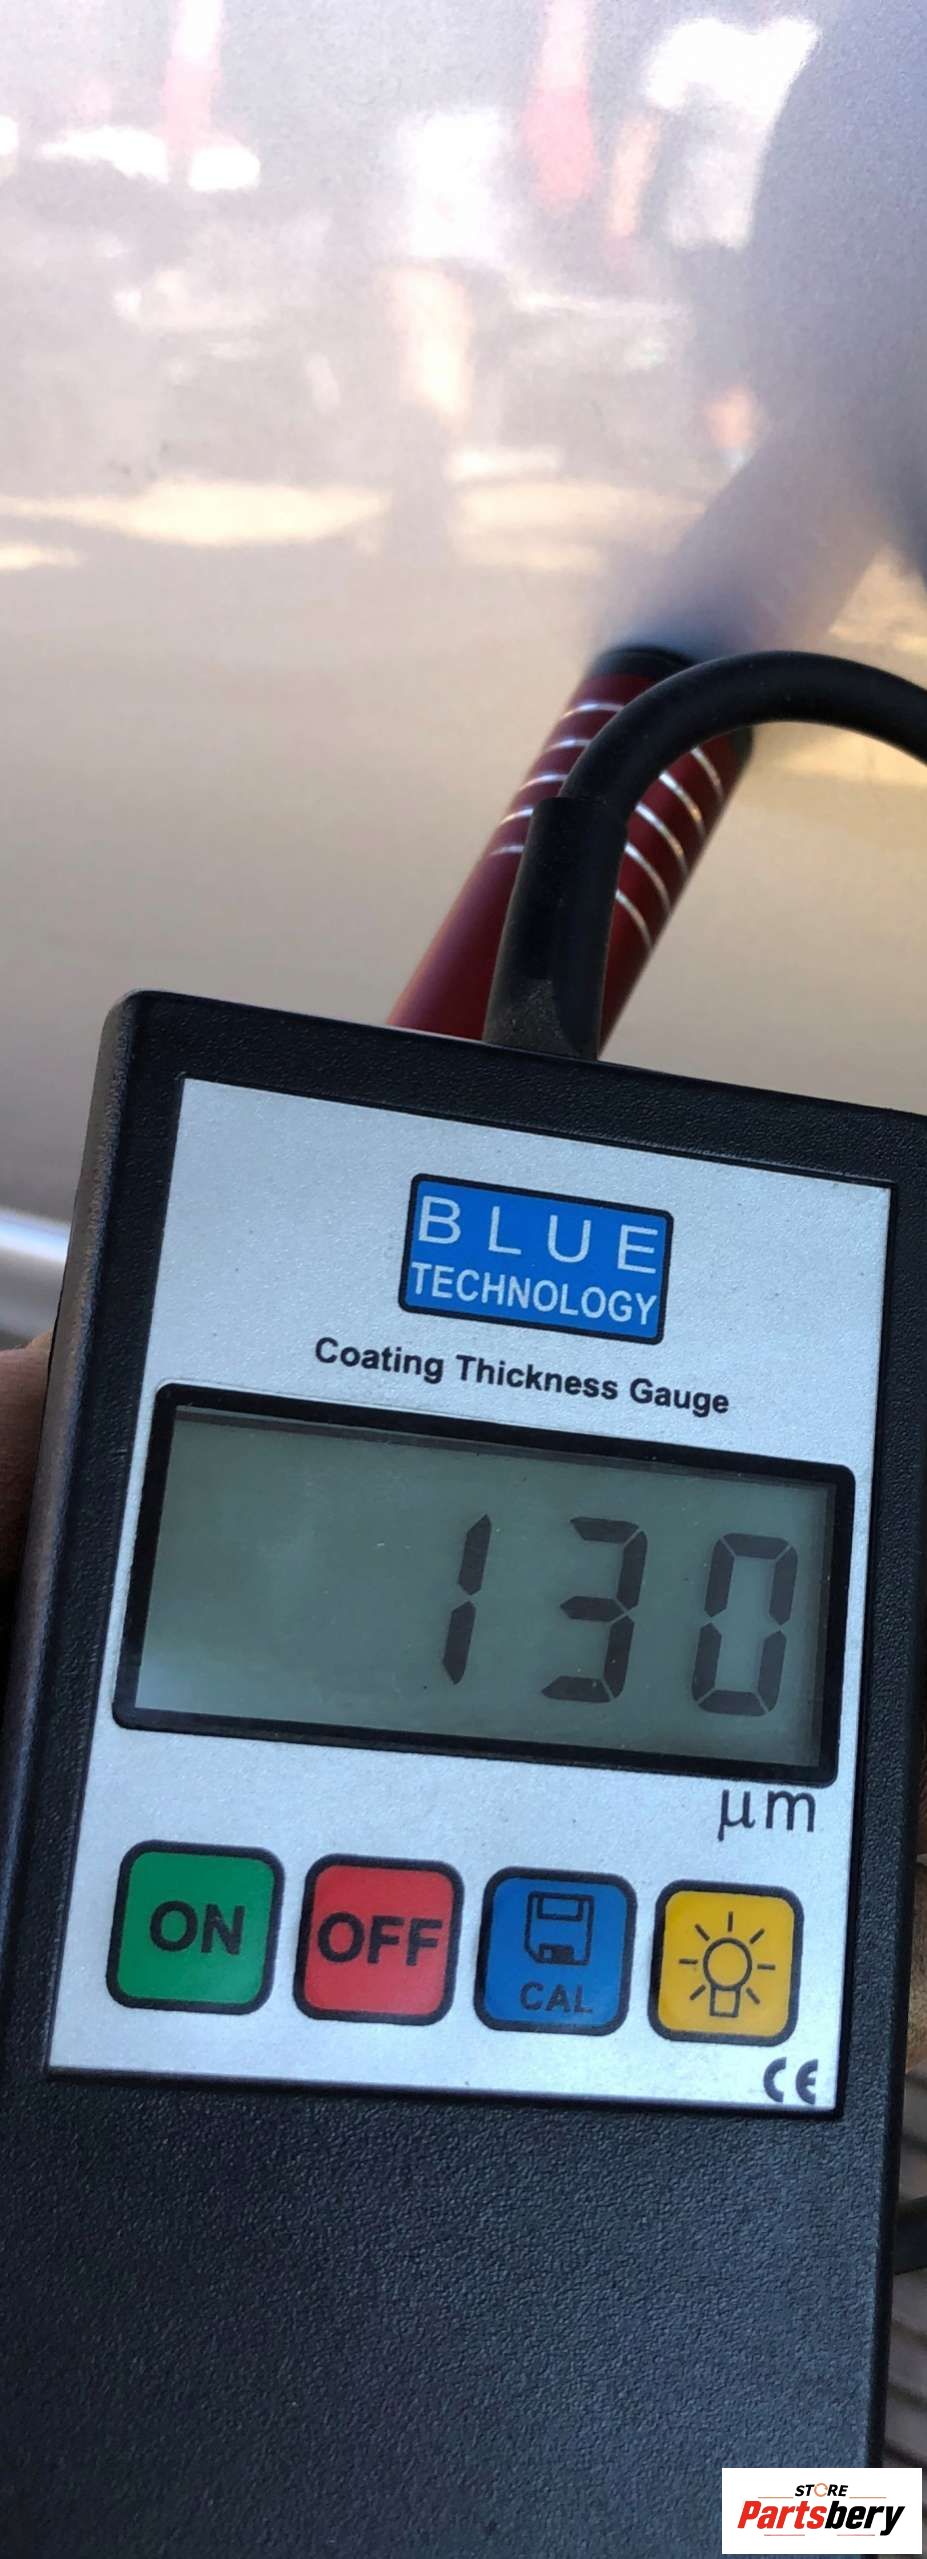 BLUE
TECHNOLOGY
Coating Thickness Gauge
130
μm
ON
OFF
CAL
CE
STORE
Partsbery